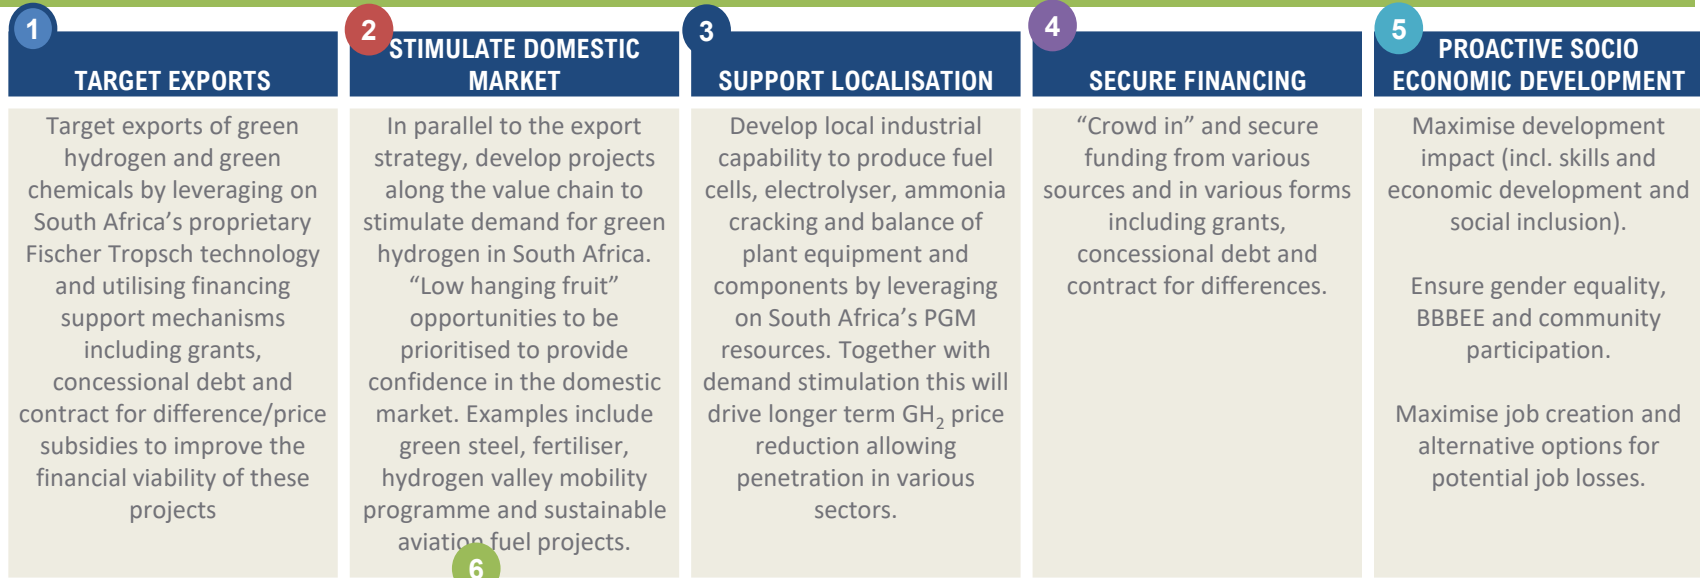 1
TARGET EXPORTS
Target exports of green
hydrogen and green
chemicals by leveraging on
South Africa’s proprietary
Fischer Tropsch technology
and utilising financing
support mechanisms
including grants,
concessional debt and
contract for difference/price
subsidies to improve the
financial viability of these
projects
2
STIMULATE DOMESTIC
MARKET
In parallel to the export
strategy, develop projects
along the value chain to
stimulate demand for green
hydrogen in South Africa.
“Low hanging fruit”
opportunities to be
prioritised to provide
confidence in the domestic
market. Examples include
green steel, fertiliser,
hydrogen valley mobility
programme and sustainable
aviation fuel projects.
3
SUPPORT LOCALISATION
Develop local industrial
capability to produce fuel
cells, electrolyser, ammonia
cracking and balance of
plant equipment and
components by leveraging
on South Africa’s PGM
resources. Together with
demand stimulation this will
drive longer term GH₂ price
reduction allowing
penetration in various
sectors.
4
SECURE FINANCING
“Crowd in” and secure
funding from various
sources and in various forms
including grants,
concessional debt and
contract for differences.
5
PROACTIVE SOCIO
ECONOMIC DEVELOPMENT
Maximise development
impact (incl. skills and
economic development and
social inclusion).
Ensure gender equality,
BBBEE and community
participation.
Maximise job creation and
alternative options for
potential job losses.
6